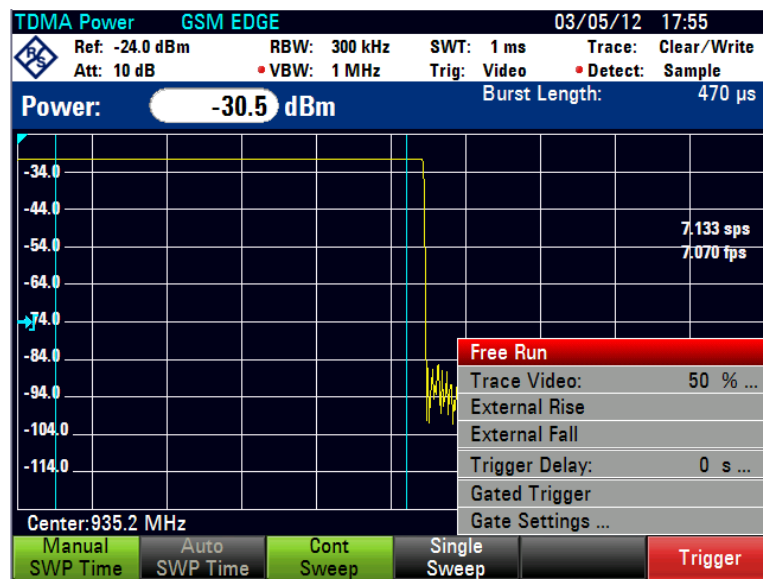 TDMA Power GSM EDGE 03/05/12 17:55
R&S Ref: -24.0 dBm RBW: 300 kHz SWT: 1 ms Trace: Clear/Write
Att: 10 dB VBW: 1 MHz Trig: Video Detect: Sample
Power: -30.5 dBm Burst Length: 470 µs
-34.0
-44.0
7.133 sps
-54.0
7.070 fps
-64.0
-74.0
-84.0
-94.0
-104.0
-114.0
Free Run
Trace Video: 50 % ...
External Rise
External Fall
Trigger Delay: 0 s ...
Gated Trigger
Gate Settings ...
Center:935.2 MHz
Manual SWP Time
Auto SWP Time
Cont Sweep
Single Sweep
Trigger